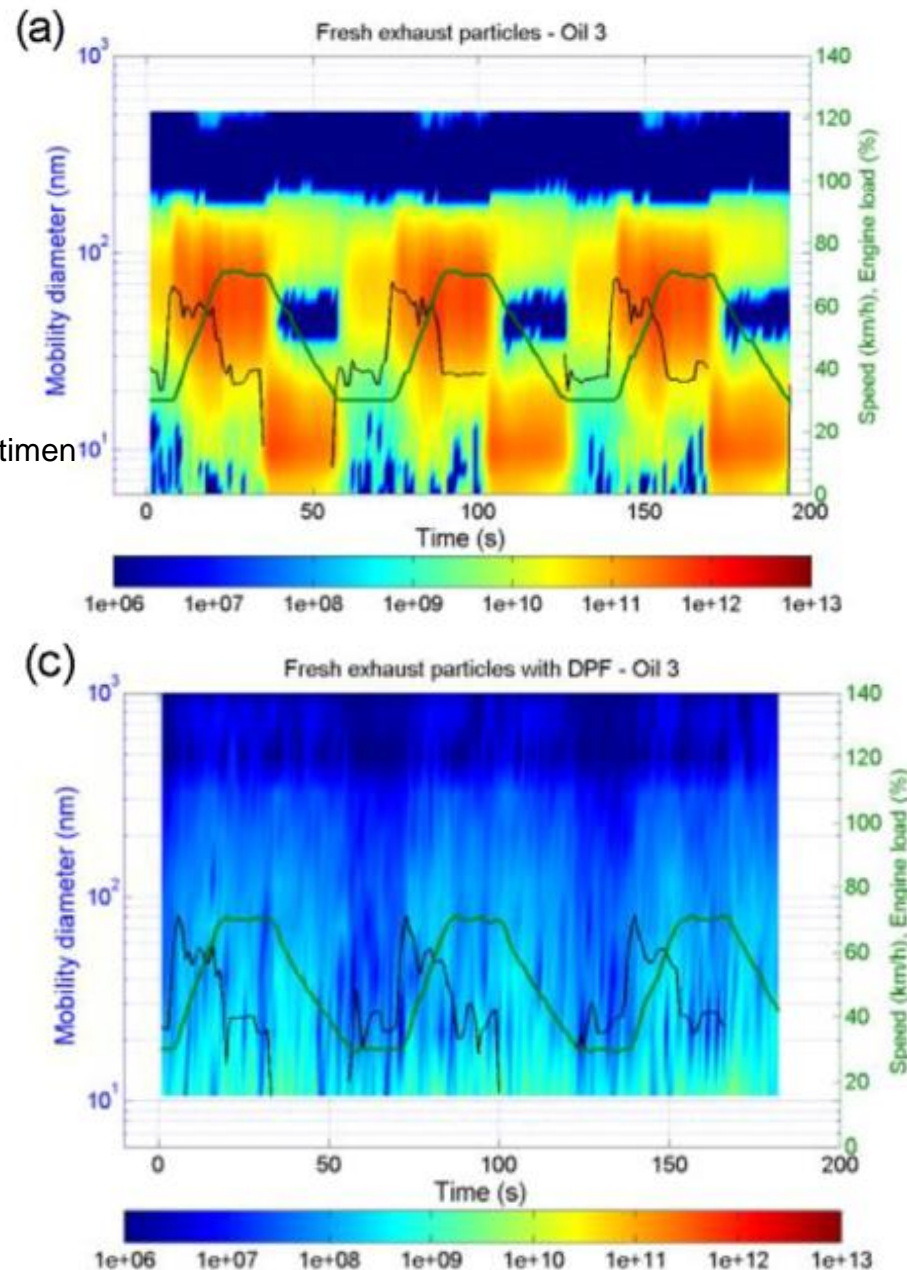 (a)
Fresh exhaust particles - Oil 3
10³
10²
10¹
Mobility diameter (nm)
timen
140
120
100
80
60
40
20
0
Speed (km/h), Engine load (%)
0 50 100 150 200
Time (s)
1e+06 1e+07 1e+08 1e+09 1e+10 1e+11 1e+12 1e+13
(c)
Fresh exhaust particles with DPF - Oil 3
10³
10²
10¹
Mobility diameter (nm)
140
120
100
80
60
40
20
0
Speed (km/h), Engine load (%)
0 50 100 150 200
Time (s)
1e+06 1e+07 1e+08 1e+09 1e+10 1e+11 1e+12 1e+13